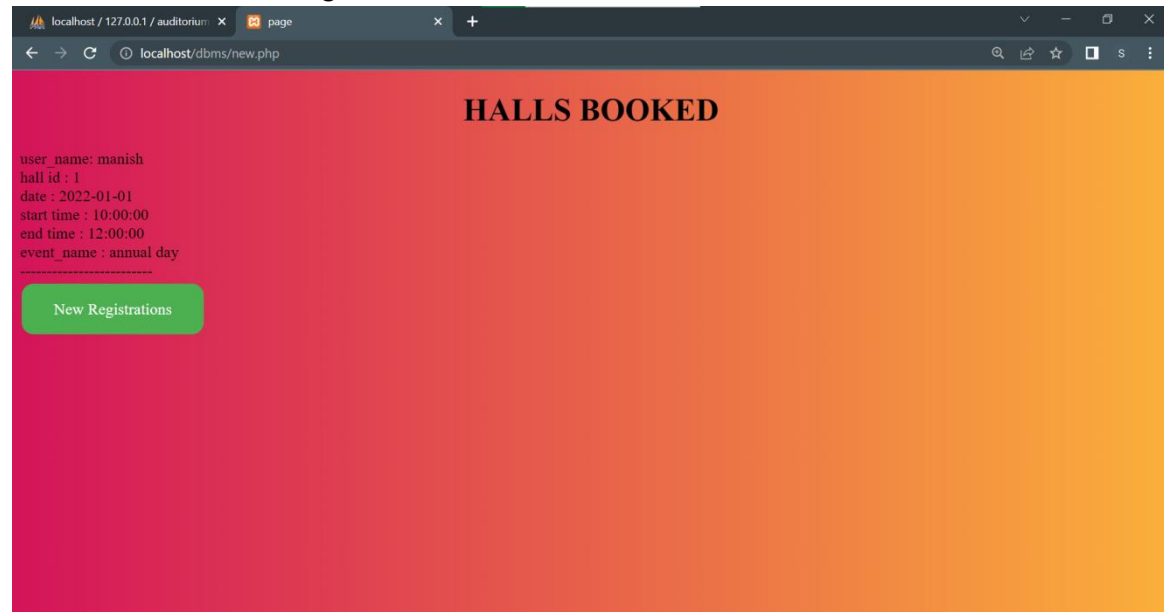 localhost / 127.0.0.1 / auditorium
page
localhost/dbms/new.php
S
HALLS BOOKED
user_name: manish
hall id : 1
date : 2022-01-01
start time : 10:00:00
end time : 12:00:00
event_name : annual day
-------------------------
New Registrations